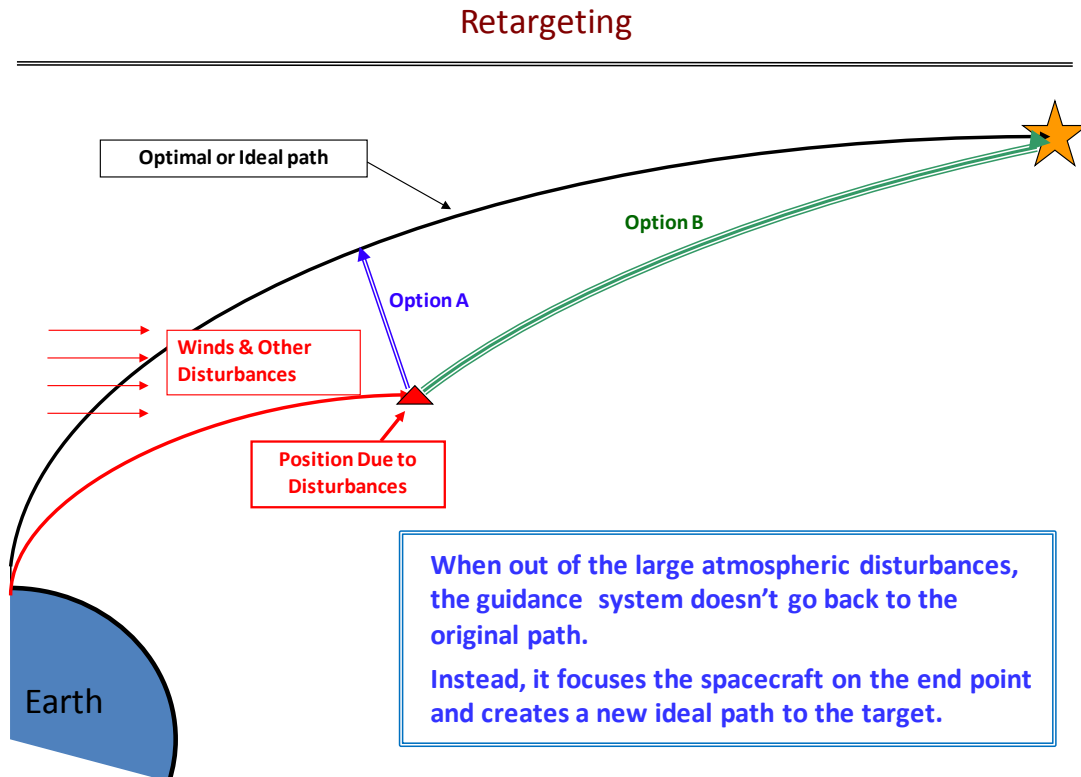 Retargeting
Optimal or Ideal path
Option B
Option A
Winds & Other
Disturbances
Position Due to
Disturbances
When out of the large atmospheric disturbances,
the guidance system doesn’t go back to the
original path.
Instead, it focuses the spacecraft on the end point
and creates a new ideal path to the target.
Earth